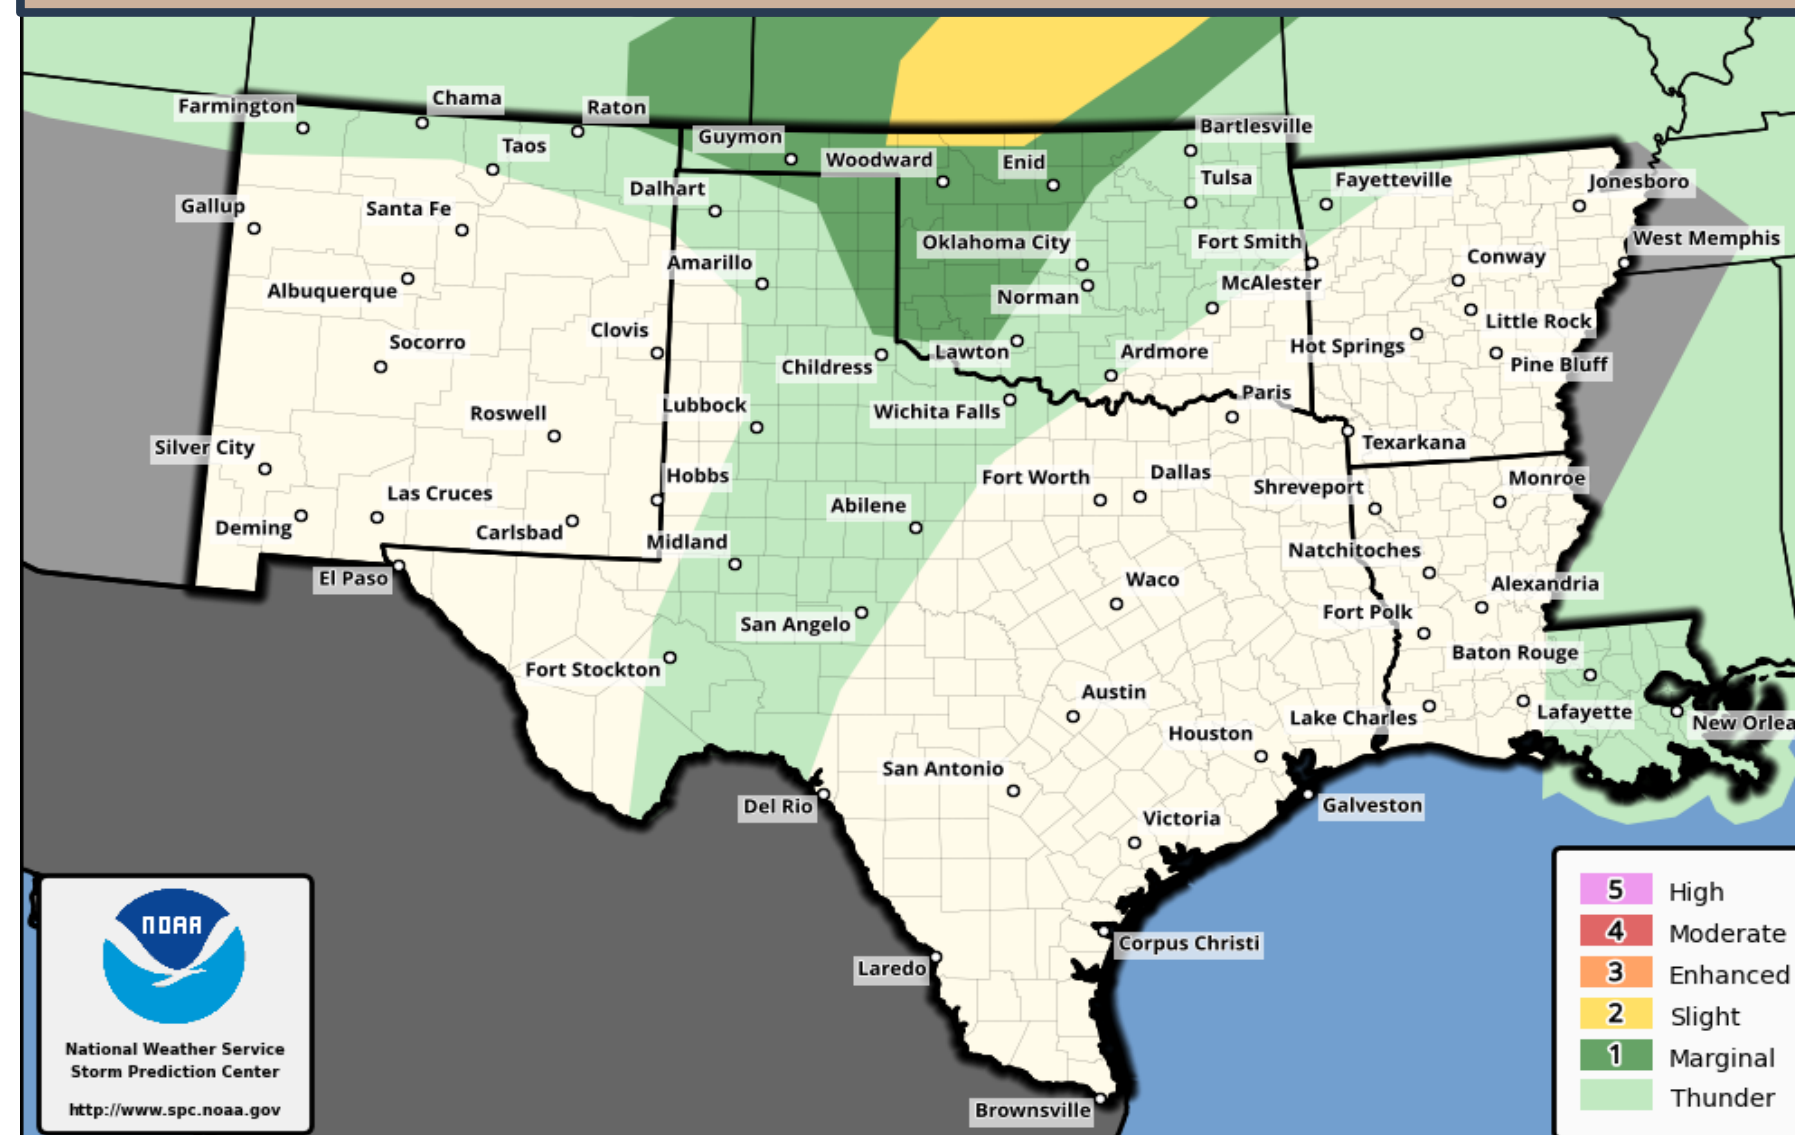 Farmington
Chama
Raton
Taos
Guymon
Woodward
Enid
Bartlesville
Tulsa
Fayetteville
Jonesboro
Gallup
Santa Fe
Dalhart
Oklahoma City
Fort Smith
Conway
West Memphis
Albuquerque
Amarillo
Norman
McAlester
Little Rock
Socorro
Clovis
Childress
Lawton
Ardmore
Hot Springs
Pine Bluff
Roswell
Lubbock
Wichita Falls
Paris
Texarkana
Silver City
Hobbs
Fort Worth
Dallas
Shreveport
Monroe
Las Cruces
Abilene
Deming
Carlsbad
Midland
Natchitoches
El Paso
Waco
Alexandria
San Angelo
Fort Polk
Fort Stockton
Baton Rouge
Austin
Lake Charles
Lafayette
New Orlea
Houston
San Antonio
Del Rio
Galveston
Victoria
Corpus Christi
Laredo
Brownsville
NOAA
National Weather Service
Storm Prediction Center
http://www.spc.noaa.gov
5 High
4 Moderate
3 Enhanced
2 Slight
1 Marginal
Thunder